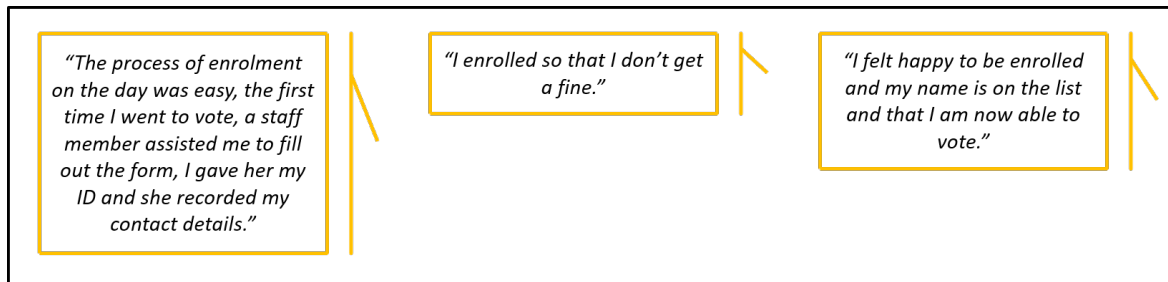 “The process of enrolment
on the day was easy, the first
time I went to vote, a staff
member assisted me to fill
out the form, I gave her my
ID and she recorded my
contact details.”
“I enrolled so that I don’t get
a fine.”
“I felt happy to be enrolled
and my name is on the list
and that I am now able to
vote.”